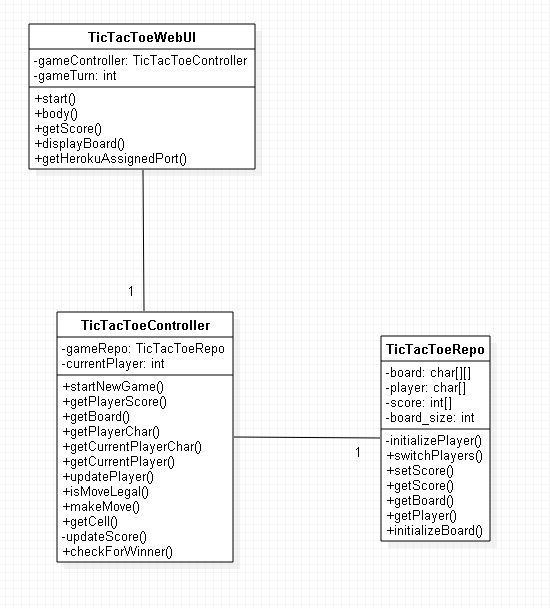 TicTacToeWebUI
-gameController: TicTacToeController
-gameTurn: int
+start()
+body()
+getScore()
+displayBoard()
+getHerokuAssignedPort()
1
TicTacToeController
-gameRepo: TicTacToeRepo
-currentPlayer: int
+startNewGame()
+getPlayerScore()
+getBoard()
+getPlayerChar()
+getCurrentPlayerChar()
+getCurrentPlayer()
+updatePlayer()
+isMoveLegal()
+makeMove()
+getCell()
-updateScore()
+checkForWinner()
1
TicTacToeRepo
-board: char[][]
-player: char[]
-score: int[]
-board_size: int
-initializePlayer()
+switchPlayers()
+setScore()
+getScore()
+getBoard()
+getPlayer()
+initializeBoard()